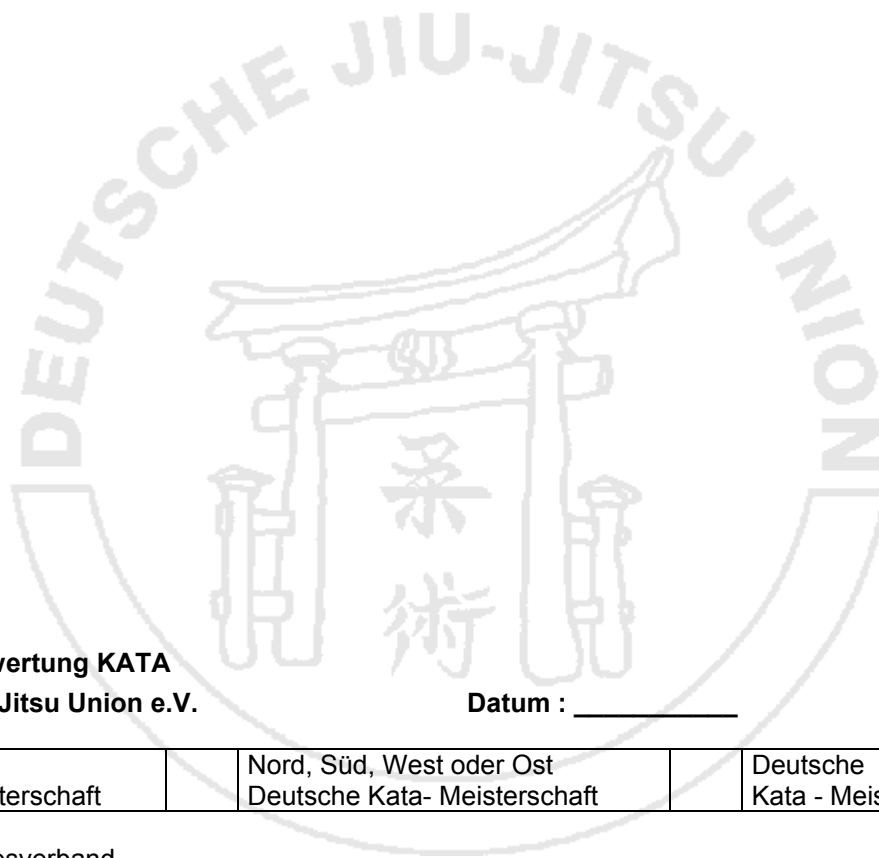 DEUTSCHE JIU-JITSU UNION
柔
術
vertung KATA
Jitsu Union e.V. Datum : ___________
Nord, Süd, West oder Ost Deutsche
terschaft Deutsche Kata- Meisterschaft Kata - Meis
esverband